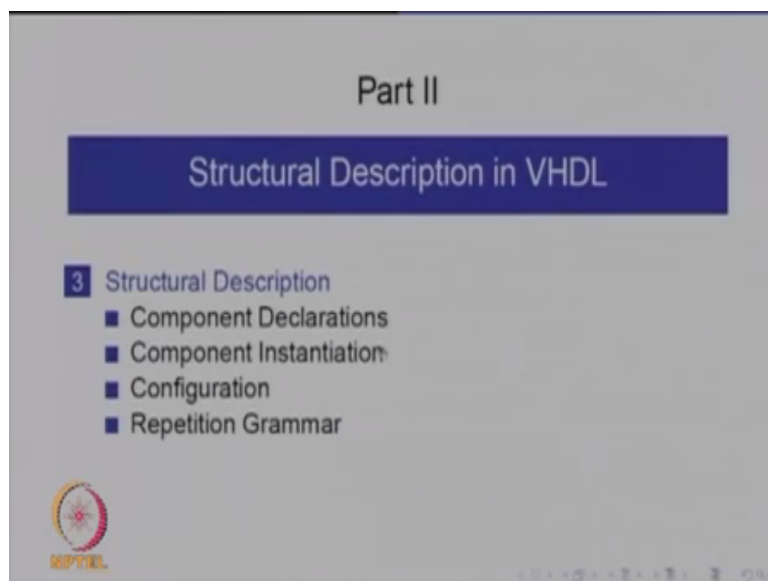 Part II
Structural Description in VHDL
3 Structural Description
Component Declarations
Component Instantiation
Configuration
Repetition Grammar
NPTEL